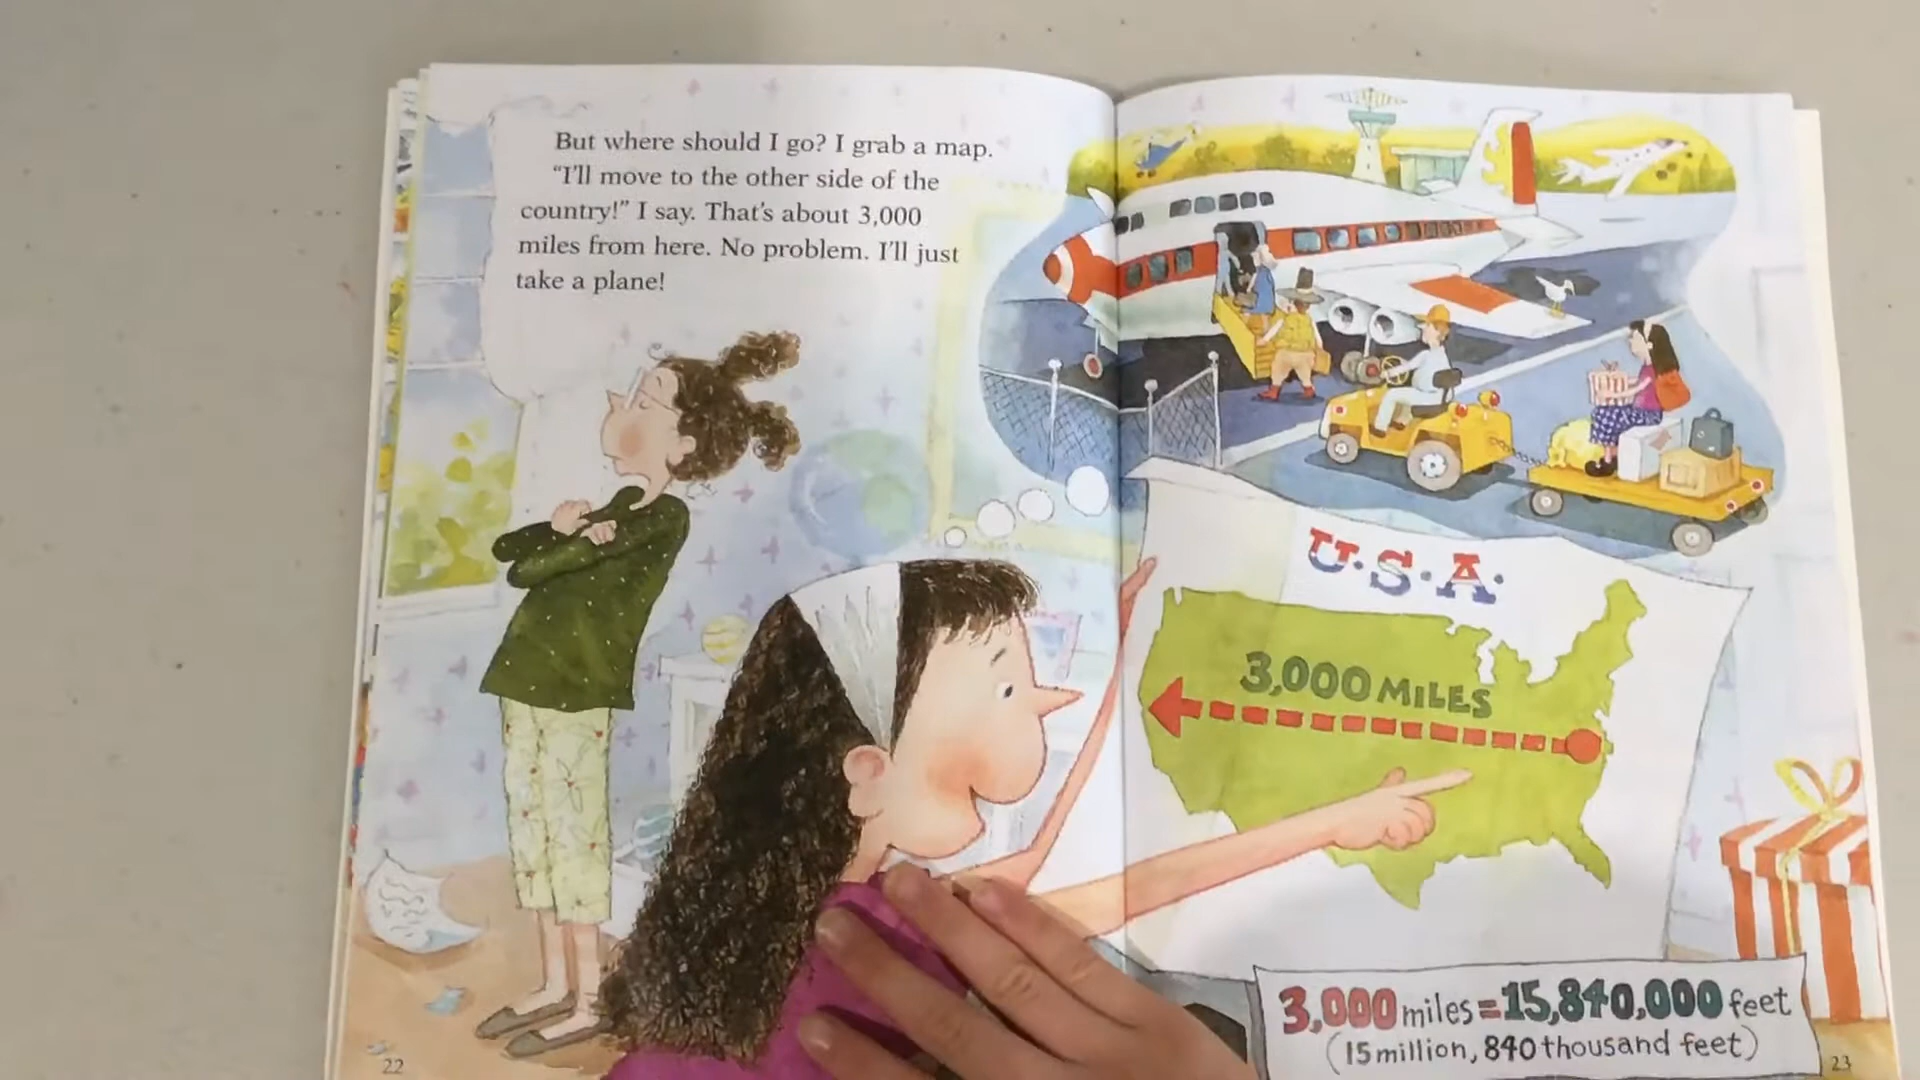 But where should I go? I grab a map.
“I’ll move to the other side of the
country!” I say. That’s about 3,000
miles from here. No problem. I’ll just
take a plane!
U.S.A.
3,000 MILES
3,000 miles = 15,840,000 feet
(15 million, 840 thousand feet)
22
23